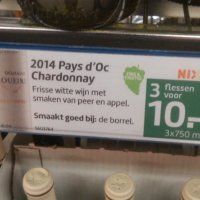 2014 Pays d'Oc
Chardonnay
Frisse witte wijn met
smaken van peer en appel.
Smaakt goed bij: de borrel.
3 flessen
voor
10.-
3x750 m